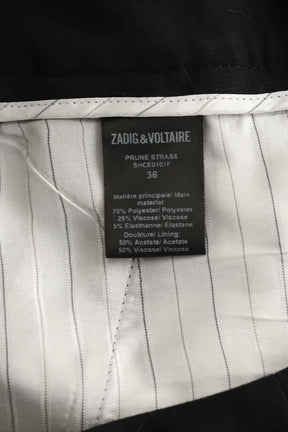 ZADIG & VOLTAIRE
PRUNE STRASS
SHCE0101F
36
Matière principale/ Main
material:
70% Polyester/ Polyester
25% Viscose/ Viscose
5% Elasthanne/ Elastane
Doublure/ Lining:
50% Acetate/ Acetate
50% Viscose/ Viscose